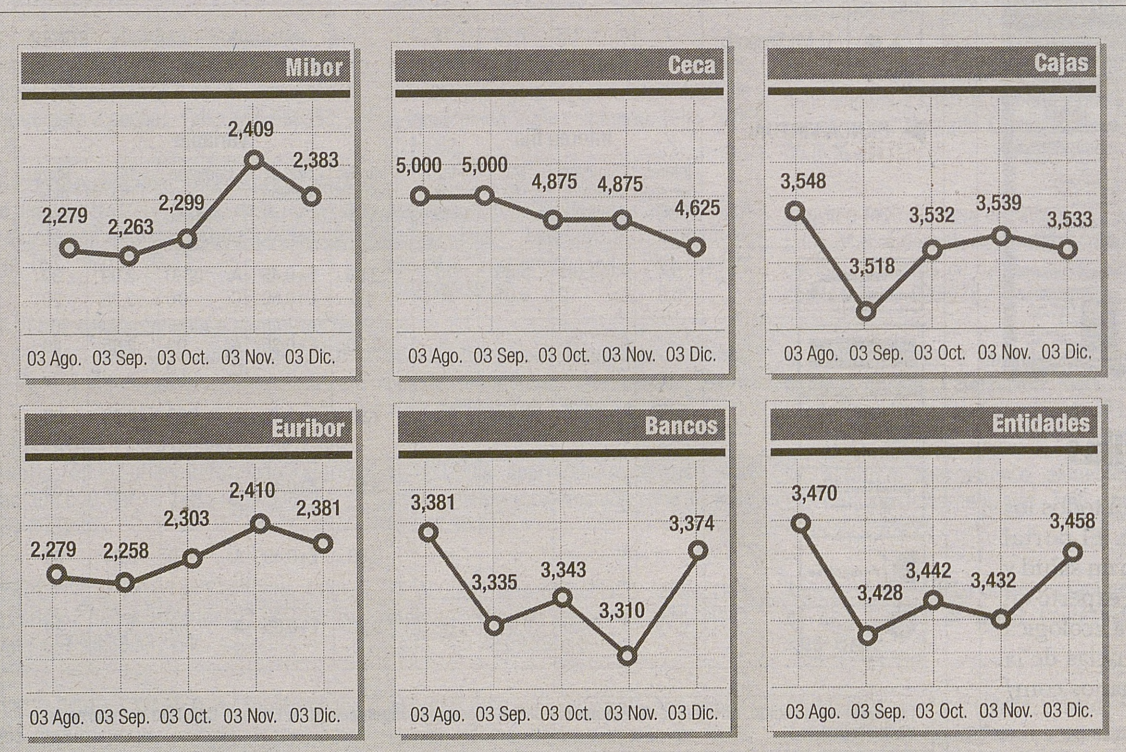 Mibor
2,409
2,383
2,299
2,279
2,263
03 Ago. 03 Sep. 03 Oct. 03 Nov. 03 Dic.
Ceca
5,000 5,000
4,875 4,875
4,625
03 Ago. 03 Sep. 03 Oct. 03 Nov. 03 Dic.
Cajas
3,548
3,539
3,532
3,533
3,518
03 Ago. 03 Sep. 03 Oct. 03 Nov. 03 Dic.
Euribor
2,410
2,381
2,303
2,279 2,258
03 Ago. 03 Sep. 03 Oct. 03 Nov. 03 Dic.
Bancos
3,381
3,374
3,335 3,343
3,310
03 Ago. 03 Sep. 03 Oct. 03 Nov. 03 Dic.
Entidades
3,470
3,458
3,442
3,432
3,428
03 Ago. 03 Sep. 03 Oct. 03 Nov. 03 Dic.